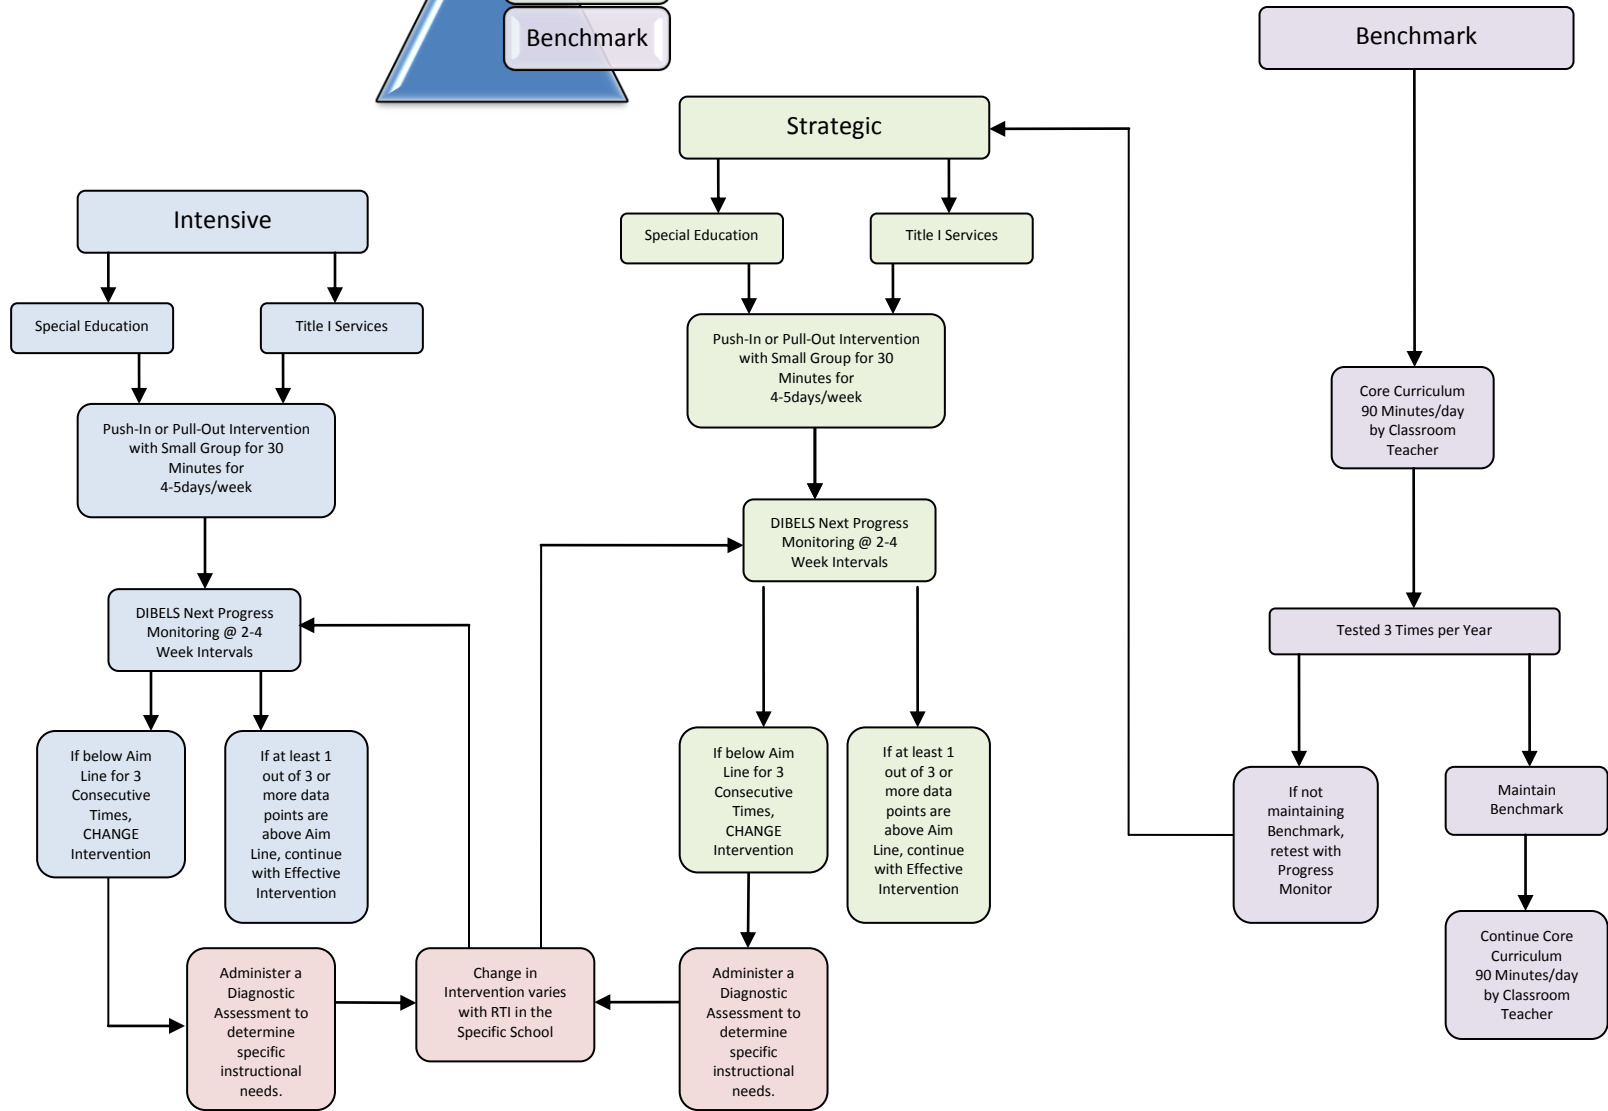 Benchmark
Benchmark
Strategic
Special Education
Title I Services
Intensive
Special Education
Title I Services
Push-In or Pull-Out Intervention
with Small Group for 30
Minutes for
4-5days/week
Push-In or Pull-Out Intervention
with Small Group for 30
Minutes for
4-5days/week
Core Curriculum
90 Minutes/day
by Classroom
Teacher
DIBELS Next Progress
Monitoring @ 2-4
Week Intervals
DIBELS Next Progress
Monitoring @ 2-4
Week Intervals
Tested 3 Times per Year
If below Aim
Line for 3
Consecutive
Times,
CHANGE
Intervention
If at least 1
out of 3 or
more data
points are
above Aim
Line, continue
with Effective
Intervention
If below Aim
Line for 3
Consecutive
Times,
CHANGE
Intervention
If at least 1
out of 3 or
more data
points are
above Aim
Line, continue
with Effective
Intervention
If not
maintaining
Benchmark,
retest with
Progress
Monitor
Maintain
Benchmark
Continue Core
Curriculum
90 Minutes/day
by Classroom
Teacher
Administer a
Diagnostic
Assessment to
determine
specific
instructional
needs.
Change in
Intervention varies
with RTI in the
Specific School
Administer a
Diagnostic
Assessment to
determine
specific
instructional
needs.